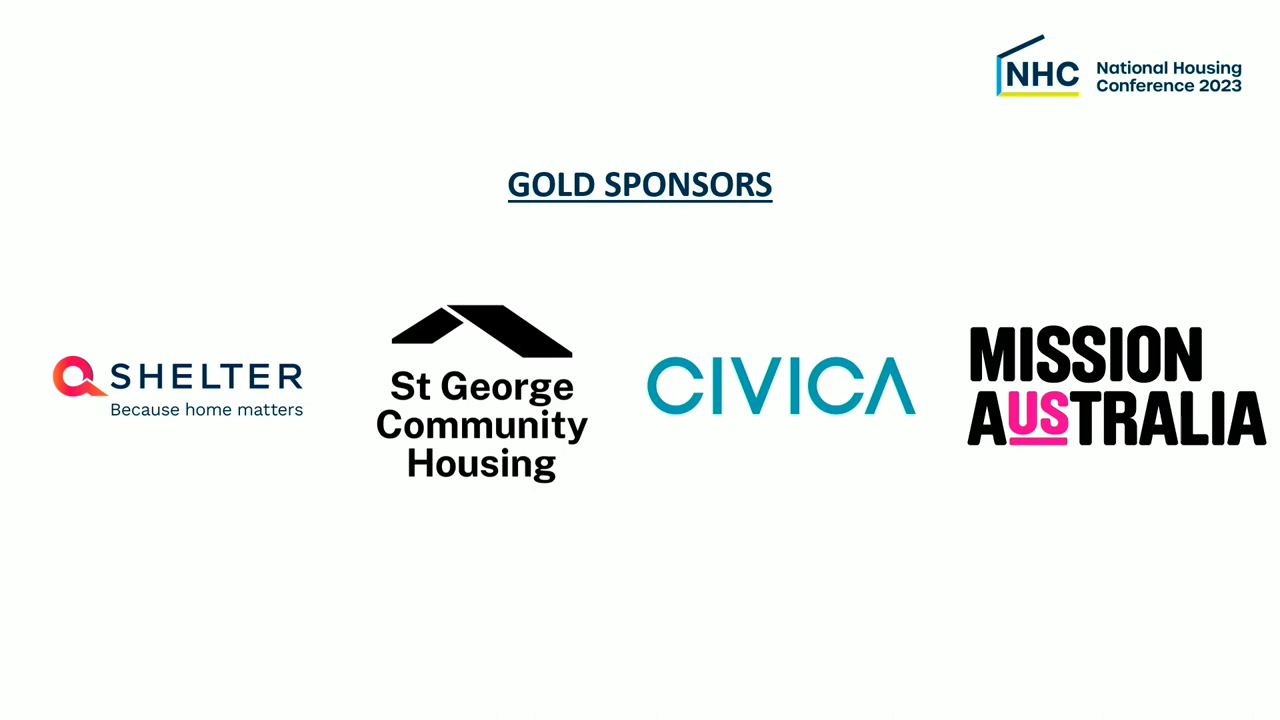 NHC
National Housing
Conference 2023
GOLD SPONSORS
Q SHELTER
Because home matters
St George
Community
Housing
CIVICA
MISSION
AUSTRALIA